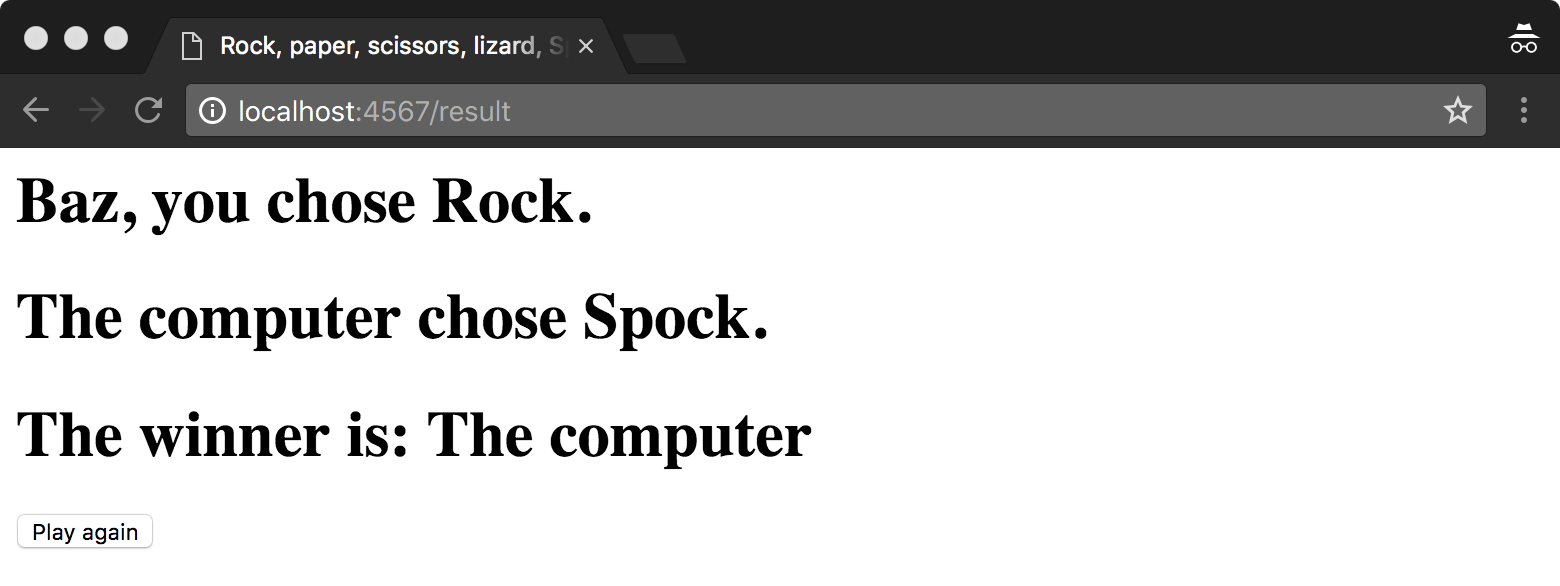 Rock, paper, scissors, lizard, S
localhost:4567/result
Baz, you chose Rock.
The computer chose Spock.
The winner is: The computer
Play again